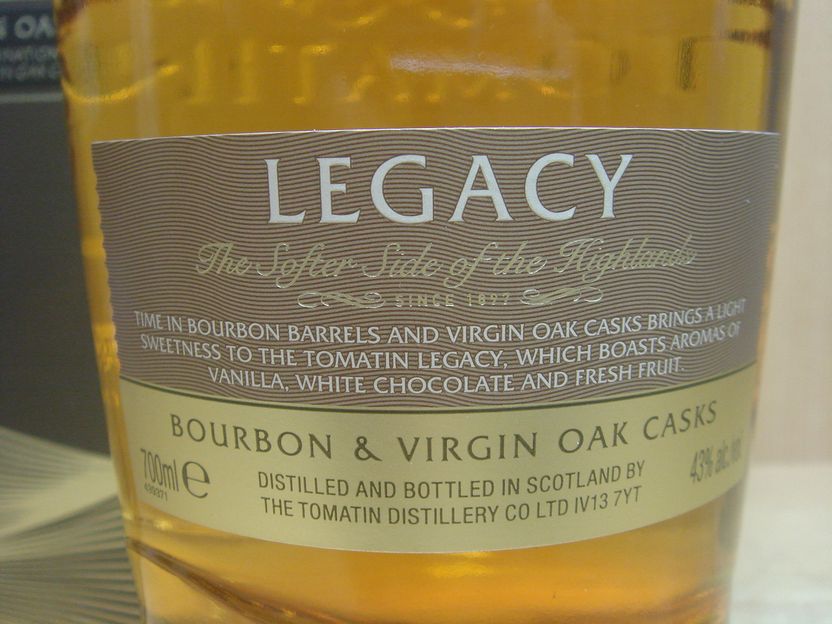 LEGACY
The Softer Side of the Highlands
SINCE 1897
TIME IN BOURBON BARRELS AND VIRGIN OAK CASKS BRINGS A LIGHT
SWEETNESS TO THE TOMATIN LEGACY, WHICH BOASTS AROMAS OF
VANILLA, WHITE CHOCOLATE AND FRESH FRUIT.
BOURBON & VIRGIN OAK CASKS
700ml e
439371
43% alc./vol.
DISTILLED AND BOTTLED IN SCOTLAND BY
THE TOMATIN DISTILLERY CO LTD IV13 7YT